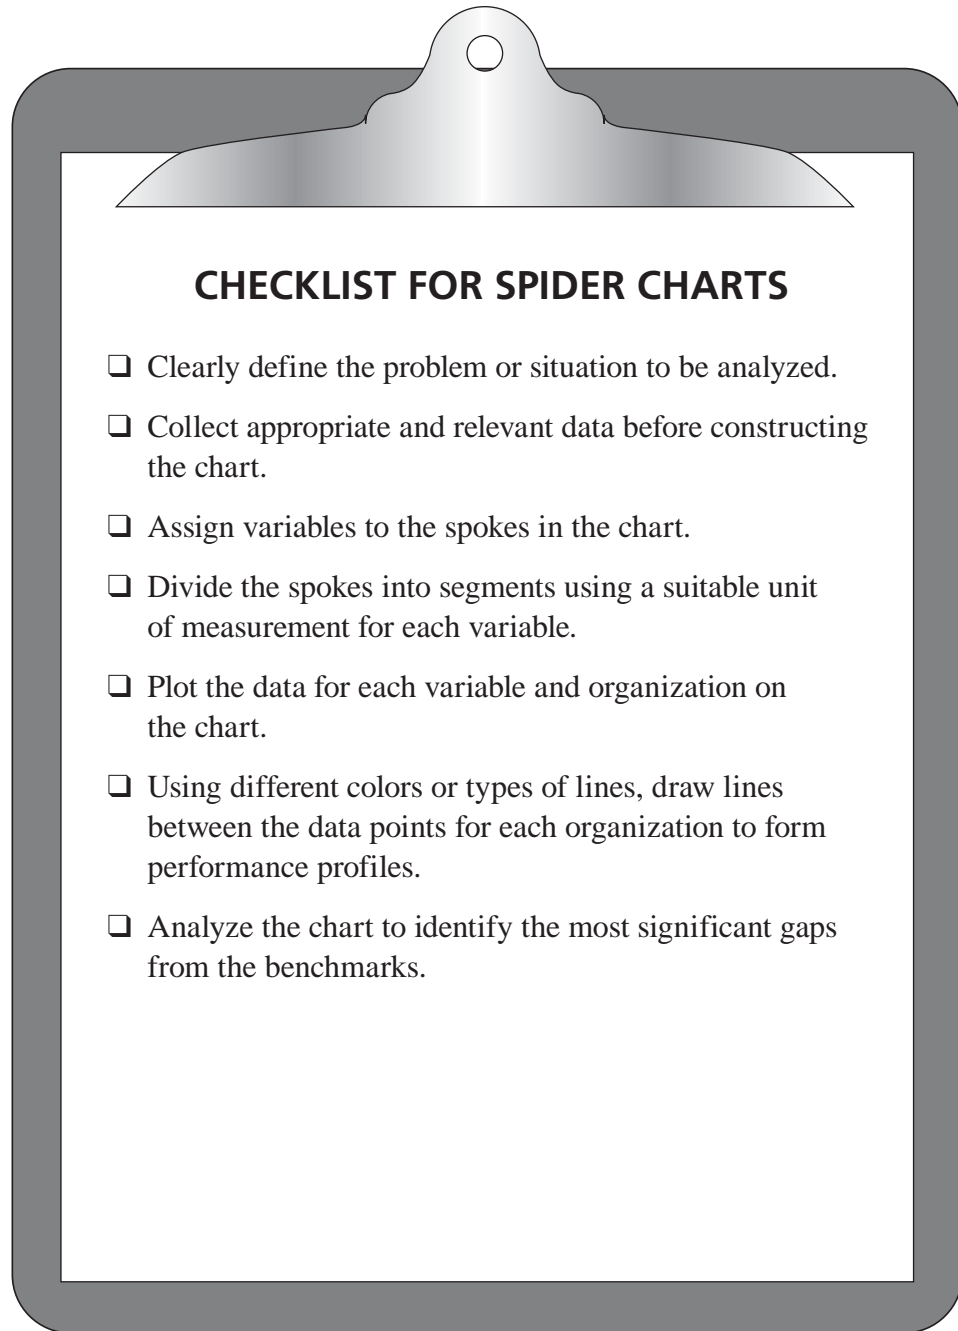 CHECKLIST FOR SPIDER CHARTS
❏ Clearly define the problem or situation to be analyzed.
❏ Collect appropriate and relevant data before constructing
the chart.
❏ Assign variables to the spokes in the chart.
❏ Divide the spokes into segments using a suitable unit
of measurement for each variable.
❏ Plot the data for each variable and organization on
the chart.
❏ Using different colors or types of lines, draw lines
between the data points for each organization to form
performance profiles.
❏ Analyze the chart to identify the most significant gaps
from the benchmarks.